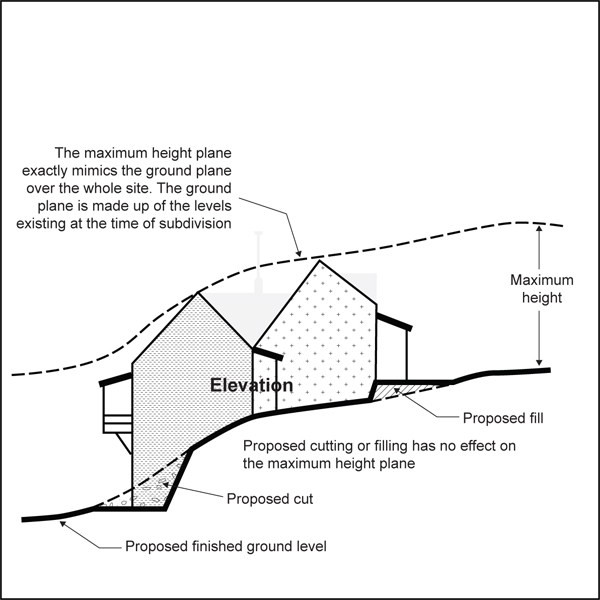 The maximum height plane
exactly mimics the ground plane
over the whole site. The ground
plane is made up of the levels
existing at the time of subdivision
Maximum
height
Elevation
Proposed fill
Proposed cutting or filling has no effect on
the maximum height plane
Proposed cut
Proposed finished ground level